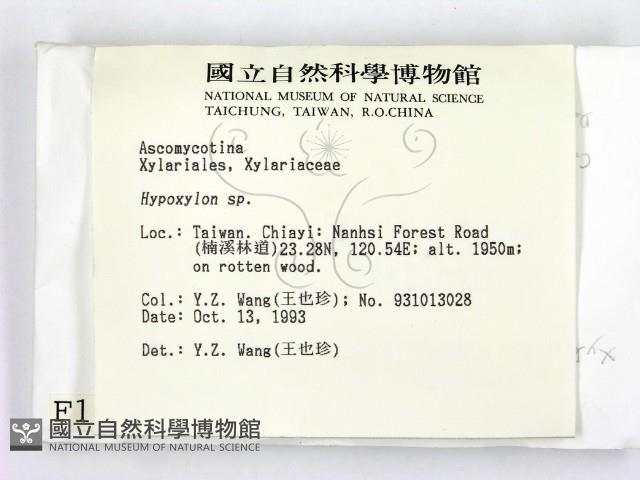 國立自然科學博物館
NATIONAL MUSEUM OF NATURAL SCIENCE
TAICHUNG, TAIWAN, R.O.CHINA
Ascomycotina
Xylariales, Xylariaceae
Hypoxylon sp.
Loc.: Taiwan. Chiayi: Nanhsi Forest Road
(楠溪林道)23.28N, 120.54E; alt. 1950m;
on rotten wood.
Col.: Y.Z. Wang(王也珍); No. 931013028
Date: Oct. 13, 1993
Det.: Y.Z. Wang(王也珍)
F1
國立自然科學博物館
NATIONAL MUSEUM OF NATURAL SCIENCE